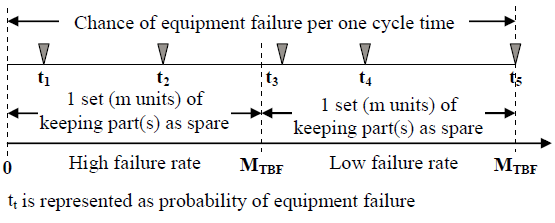 Chance of equipment failure per one cycle time
t1 t2 t3 t4 t5
1 set (m units) of keeping part(s) as spare
1 set (m units) of keeping part(s) as spare
0 High failure rate MTBF Low failure rate MTBF
tt is represented as probability of equipment failure